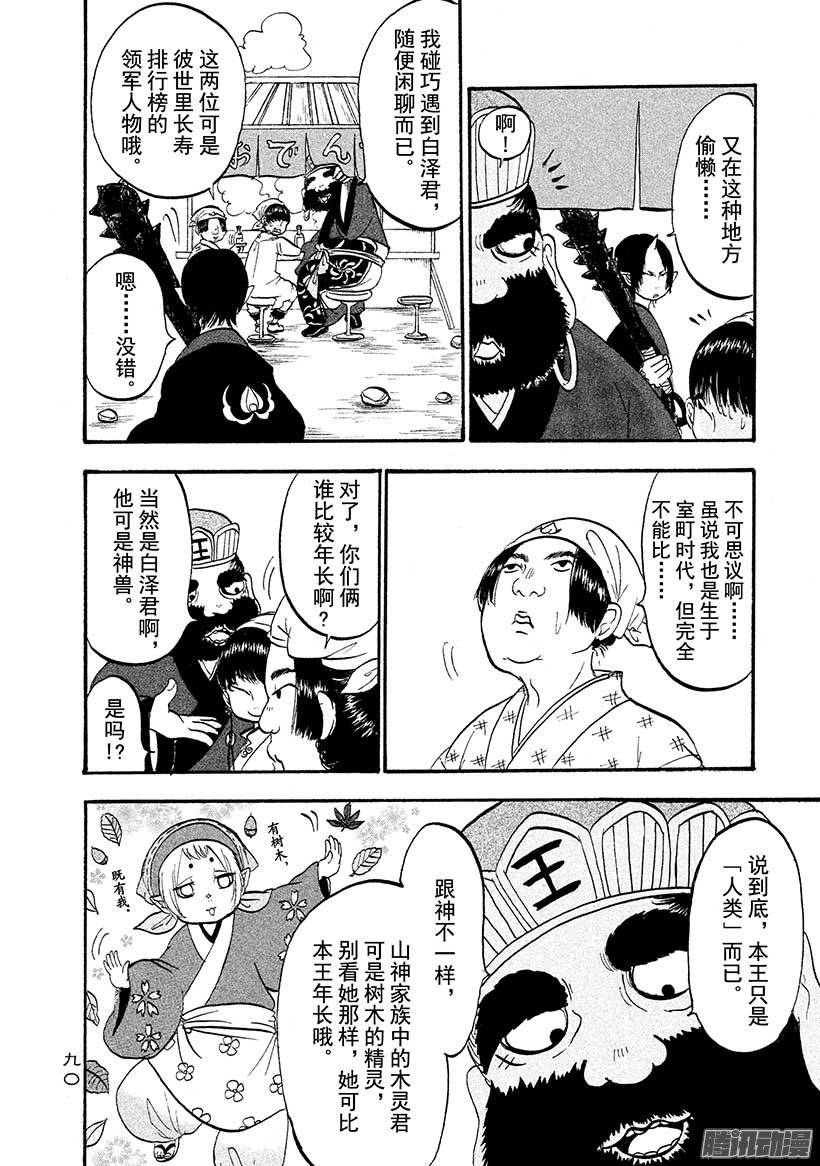 又在这种地方
偷懒……
啊！
我碰巧遇到白泽君，
随便闲聊而已。
这两位可是
彼世里长寿
排行榜的
领军人物哦。
おでん
嗯……没错。
不可思议啊……
虽说我也是生于
室町时代，但完全
不能比……
对了，你们俩
谁比较年长啊？
王
当然是白泽君啊，
他可是神兽。
是吗!?
说到底，本王只是
「人类」而已。
王
跟神不一样，
山神家族中的木灵君
可是树木的精灵，
别看她那样，她可比
本王年长哦。
有树木、
既有我。
九〇
腾讯动漫